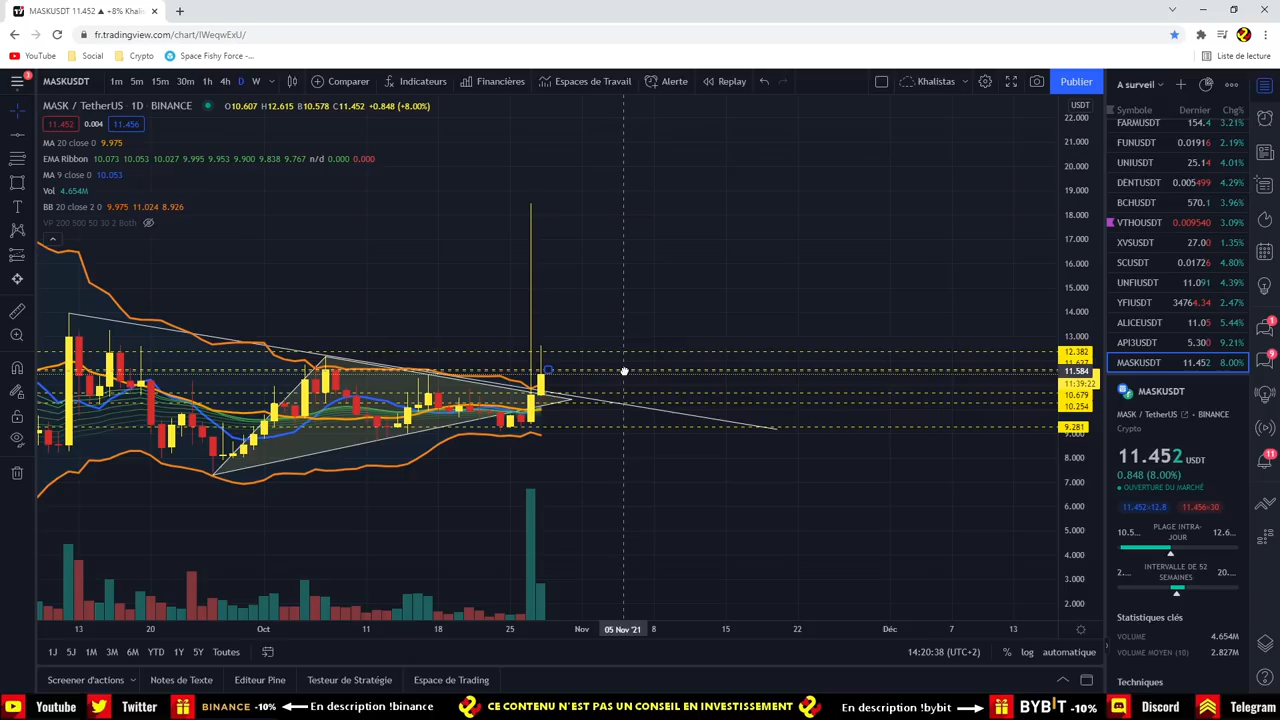 MASKUSDT 11.452 ▲ +8% Khalis
fr.tradingview.com/chart/IWeqwExU/
YouTube Social Crypto Space Fishy Force -... Liste de lecture
3
MASKUSDT 1m 5m 15m 30m 1h 4h D W Comparer Indicateurs Financières Espaces de Travail Alerte Replay Khalistas Publier
MASK / TetherUS · 1D · BINANCE O10.607 H12.615 B10.578 C11.452 +0.848 (+8.00%)
11.452 0.004 11.456
MA 20 close 0 9.975
EMA Ribbon 10.073 10.053 10.027 9.995 9.953 9.900 9.838 9.767 n/d 0.000 0.000
MA 9 close 0 10.053
Vol 4.654M
BB 20 close 2 0 9.975 11.024 8.926
VP 200 500 50 30 2 Both
USDT
22.000
21.000
20.000
19.000
18.000
17.000
16.000
15.000
14.000
13.000
12.382
11.584
11:39:22
10.679
10.254
9.281
8.000
7.000
6.000
5.000
4.000
3.000
2.000
13 20 Oct 11 18 25 Nov 05 Nov '21 8 15 22 Déc 7 13
1J 5J 1M 3M 6M YTD 1Y 5Y Toutes 14:20:38 (UTC+2) % log automatique
Screener d'actions Notes de Texte Editeur Pine Testeur de Stratégie Espace de Trading
A surveil
Symbole Dernier Chg%
FARMUSDT 154.4 3.21%
FUNUSDT 0.01916 2.19%
UNIUSDT 25.14 4.01%
DENTUSDT 0.005499 4.29%
BCHUSDT 570.1 3.96%
VTHOUSDT 0.009540 3.09%
XVSUSDT 27.00 1.35%
SCUSDT 0.01726 4.80%
UNFIUSDT 11.091 4.39%
YFIUSDT 3764.34 2.47%
ALICEUSDT 11.05 5.44%
API3USDT 5.300 9.21%
MASKUSDT 11.452 8.00%
MASKUSDT
MASK / TetherUS · BINANCE
Crypto
11.452 USDT
0.848 (8.00%)
OUVERTURE DU MARCHÉ
11.452×12.8 11.456×30
10.5... PLAGE INTRA-JOUR 12.6...
2.... INTERVALLE DE 52 SEMAINES 20....
Statistiques clés
VOLUME 4.654M
VOLUME MOYEN (10) 2.827M
Techniques
1
9
11
Youtube Twitter BINANCE -10% En description !binance CE CONTENU N'EST PAS UN CONSEIL EN INVESTISSEMENT En description !bybit BYBIT -10% Discord Telegram